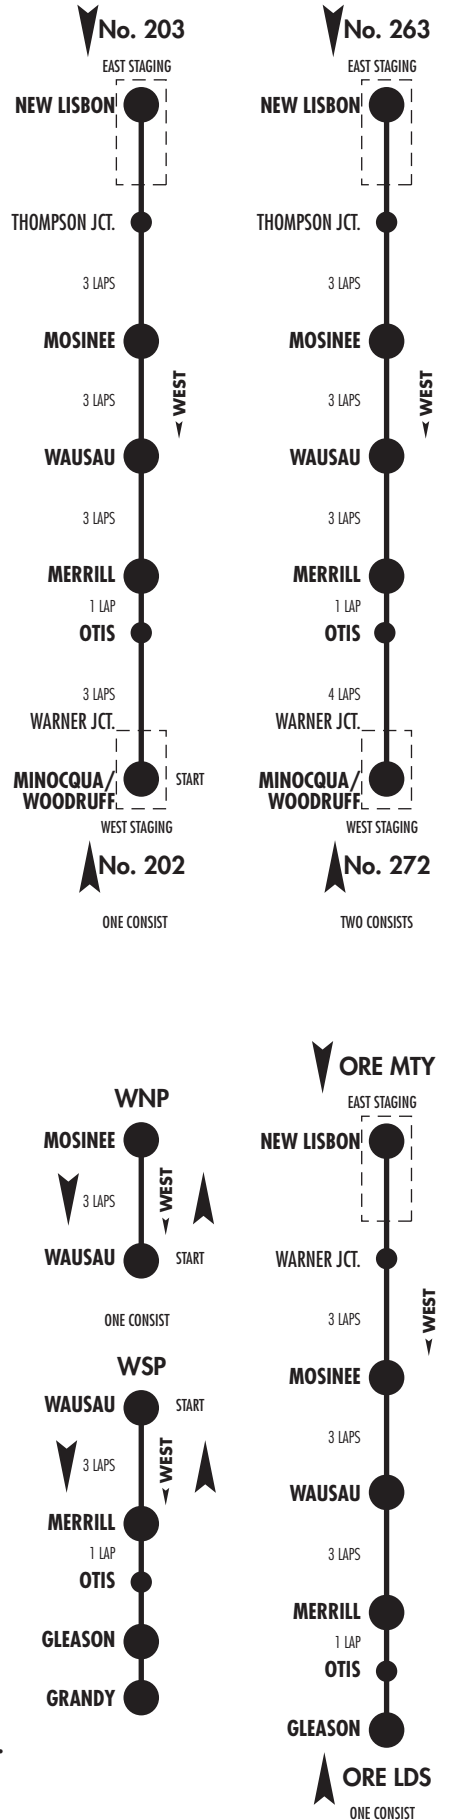 No. 203
EAST STAGING
NEW LISBON
THOMPSON JCT.
3 LAPS
MOSINEE
3 LAPS
WEST
WAUSAU
3 LAPS
MERRILL
1 LAP
OTIS
3 LAPS
WARNER JCT.
MINOCQUA/
WOODRUFF
START
WEST STAGING
No. 202
ONE CONSIST
No. 263
EAST STAGING
NEW LISBON
THOMPSON JCT.
3 LAPS
MOSINEE
3 LAPS
WEST
WAUSAU
3 LAPS
MERRILL
1 LAP
OTIS
4 LAPS
WARNER JCT.
MINOCQUA/
WOODRUFF
WEST STAGING
No. 272
TWO CONSISTS
WNP
MOSINEE
3 LAPS
WEST
WAUSAU
START
ONE CONSIST
WSP
WAUSAU
START
3 LAPS
WEST
MERRILL
1 LAP
OTIS
GLEASON
GRANDY
ORE MTY
EAST STAGING
NEW LISBON
WARNER JCT.
3 LAPS
WEST
MOSINEE
3 LAPS
WAUSAU
3 LAPS
MERRILL
1 LAP
OTIS
GLEASON
ORE LDS
ONE CONSIST